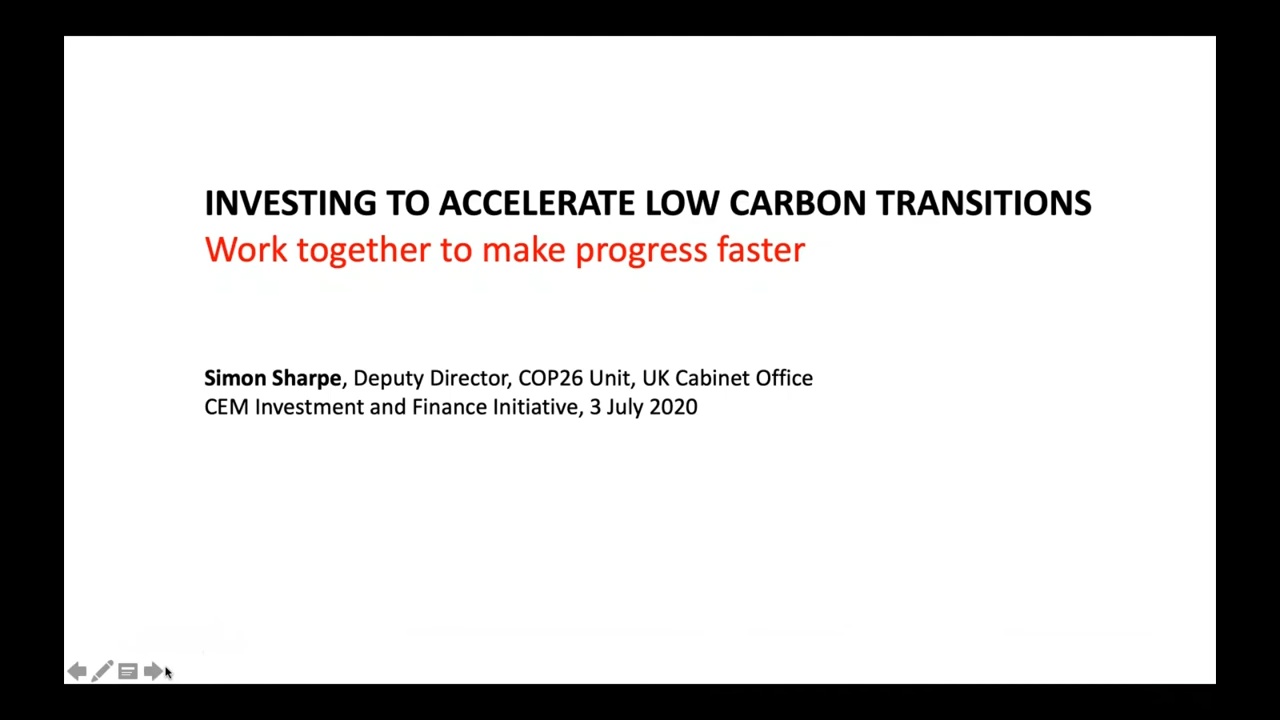 INVESTING TO ACCELERATE LOW CARBON TRANSITIONS
Work together to make progress faster
Simon Sharpe, Deputy Director, COP26 Unit, UK Cabinet Office
CEM Investment and Finance Initiative, 3 July 2020